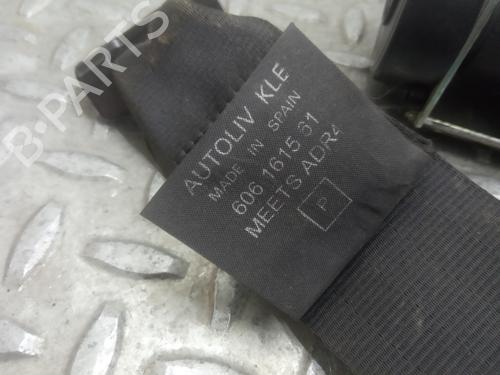 AUTOLIV KLE
MADE IN SPAIN
606 1615 61
MEETS ADR4
P
B-PARTS